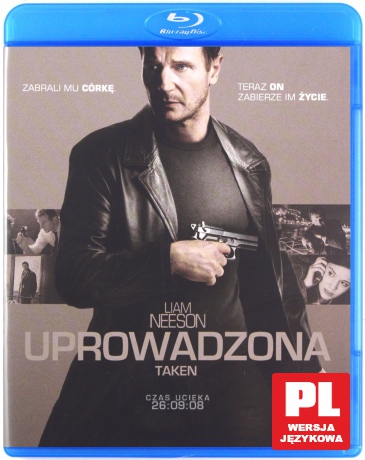 Blu-ray Disc
ZABRALI MU CÓRKĘ.
TERAZ ON
ZABIERZE IM ŻYCIE.
LIAM
NEESON
UPROWADZONA
TAKEN
CZAS UCIEKA
26:09:08
PL
WERSJA
JĘZYKOWA